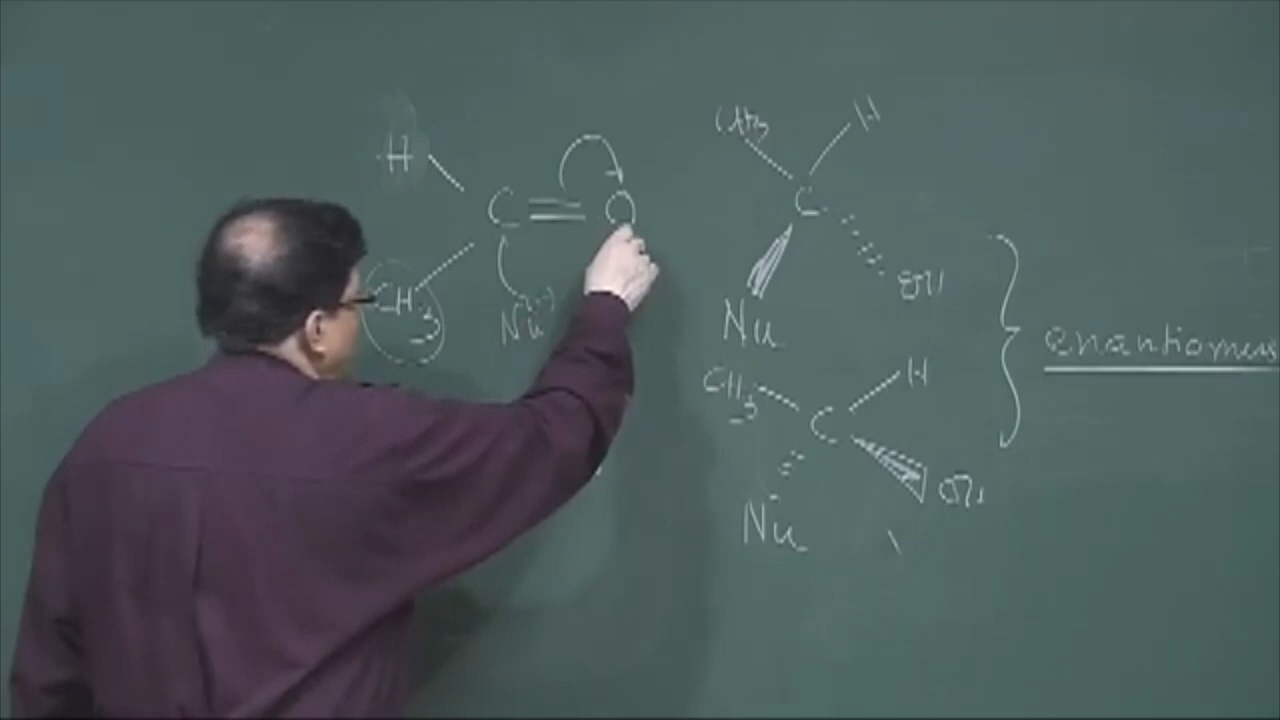 H
C = O
CH3
Nu(-)
CH3 H
C
OH
Nu
enantiomers
CH3 H
C
OH
Nu